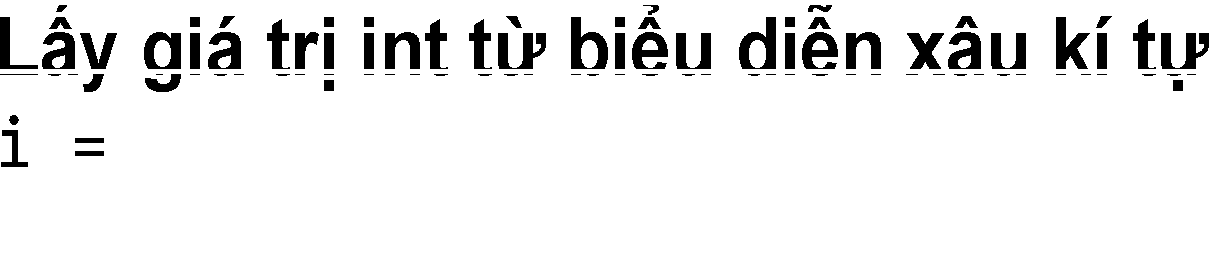 Lấy giá trị int từ biểu diễn xâu kí tự
i =